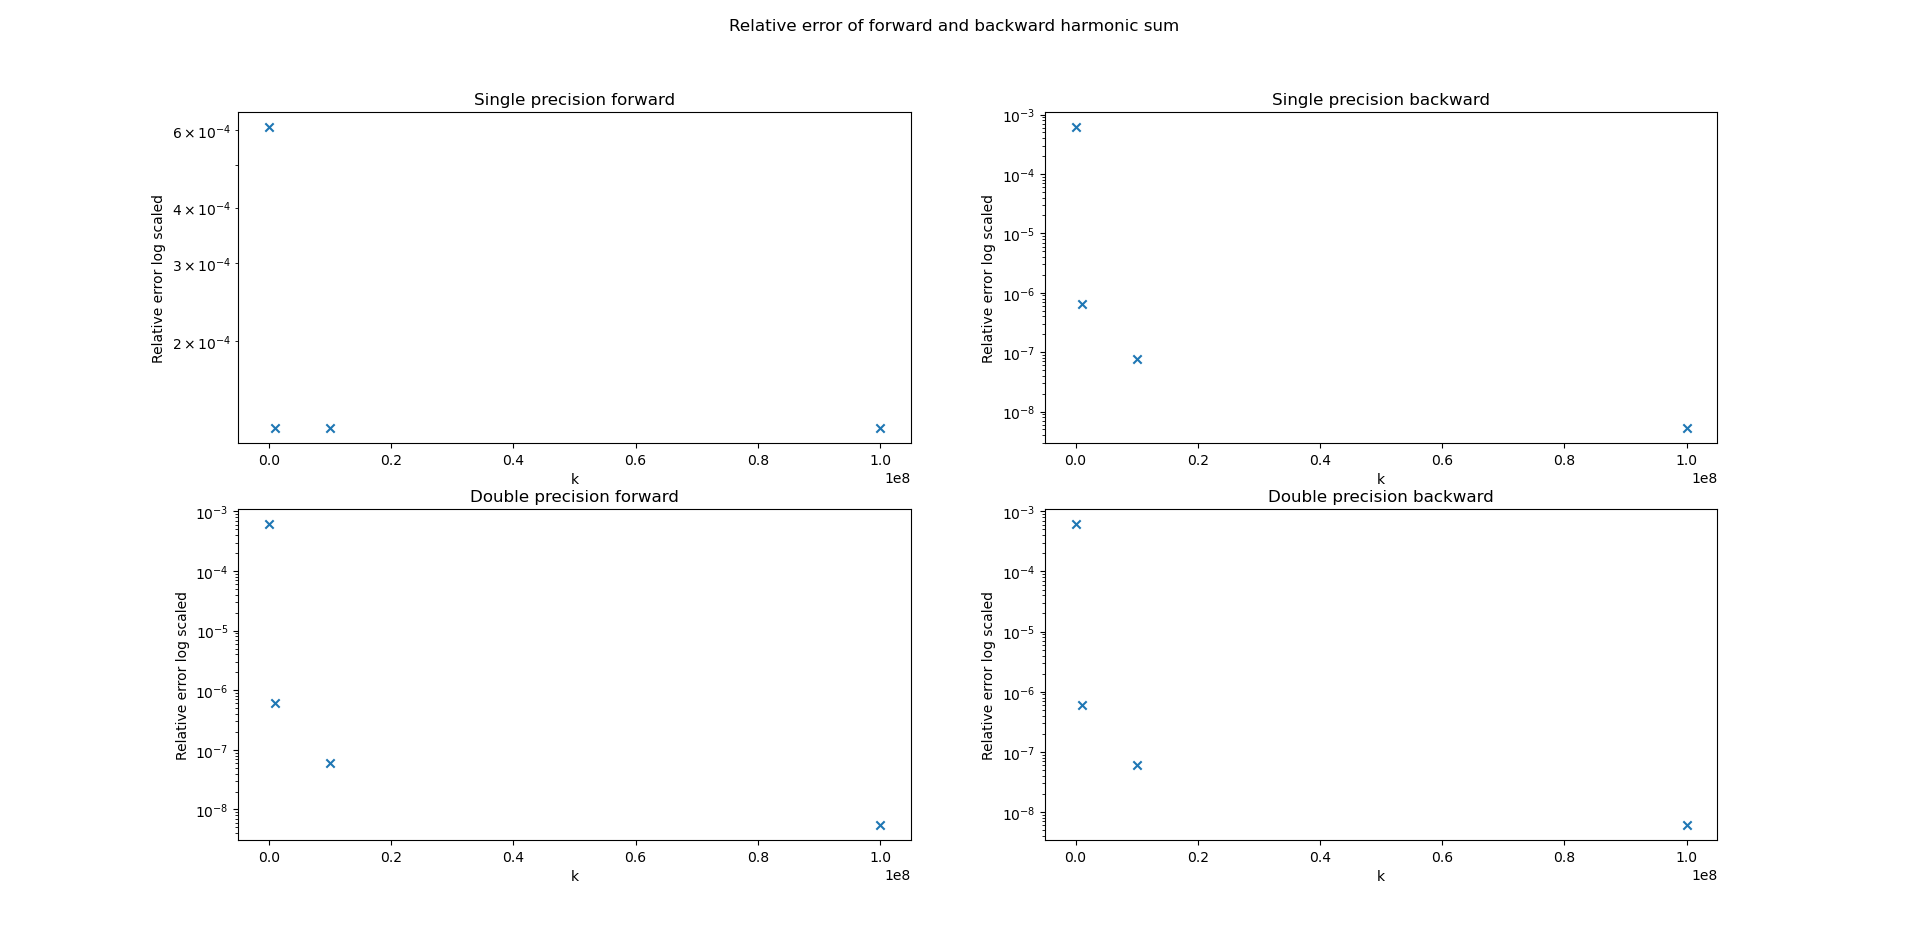 Relative error of forward and backward harmonic sum
Single precision forward
Relative error log scaled
6 × 10⁻⁴
4 × 10⁻⁴
3 × 10⁻⁴
2 × 10⁻⁴
0.0 0.2 0.4 0.6 0.8 1.0
k
1e8
Single precision backward
Relative error log scaled
10⁻³
10⁻⁴
10⁻⁵
10⁻⁶
10⁻⁷
10⁻⁸
0.0 0.2 0.4 0.6 0.8 1.0
k
1e8
Double precision forward
Relative error log scaled
10⁻³
10⁻⁴
10⁻⁵
10⁻⁶
10⁻⁷
10⁻⁸
0.0 0.2 0.4 0.6 0.8 1.0
k
1e8
Double precision backward
Relative error log scaled
10⁻³
10⁻⁴
10⁻⁵
10⁻⁶
10⁻⁷
10⁻⁸
0.0 0.2 0.4 0.6 0.8 1.0
k
1e8